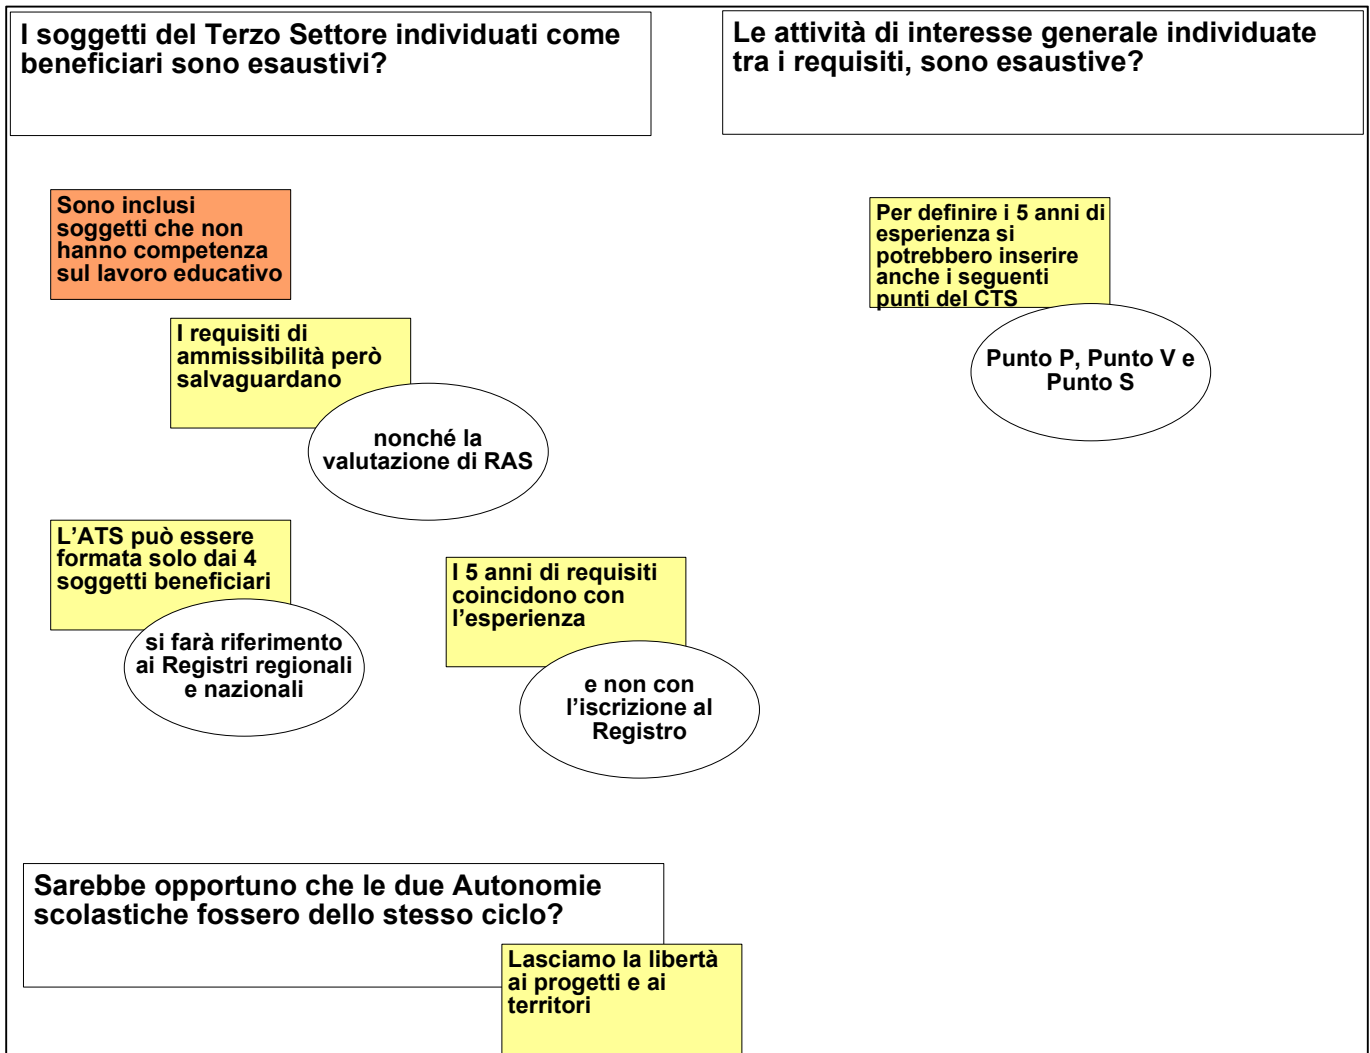 I soggetti del Terzo Settore individuati come
beneficiari sono esaustivi?
Le attività di interesse generale individuate
tra i requisiti, sono esaustive?
Sono inclusi
soggetti che non
hanno competenza
sul lavoro educativo
I requisiti di
ammissibilità però
salvaguardano
nonché la
valutazione di RAS
Per definire i 5 anni di
esperienza si
potrebbero inserire
anche i seguenti
punti del CTS
Punto P, Punto V e
Punto S
L’ATS può essere
formata solo dai 4
soggetti beneficiari
si farà riferimento
ai Registri regionali
e nazionali
I 5 anni di requisiti
coincidono con
l’esperienza
e non con
l’iscrizione al
Registro
Sarebbe opportuno che le due Autonomie
scolastiche fossero dello stesso ciclo?
Lasciamo la libertà
ai progetti e ai
territori